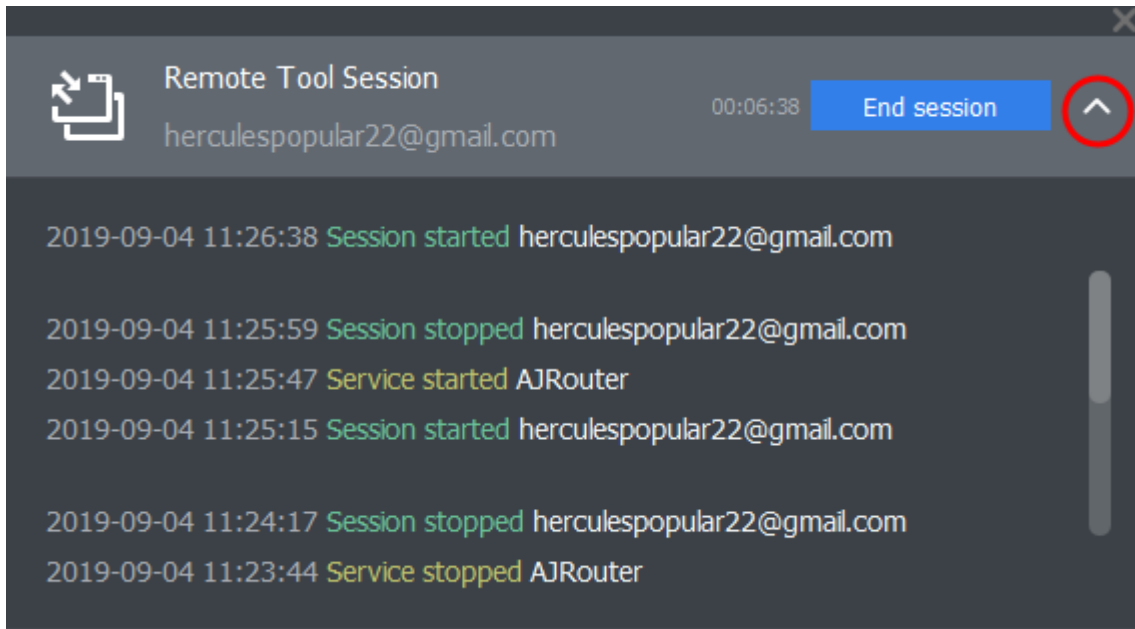 Remote Tool Session
herculespopular22@gmail.com
00:06:38
End session
2019-09-04 11:26:38 Session started herculespopular22@gmail.com
2019-09-04 11:25:59 Session stopped herculespopular22@gmail.com
2019-09-04 11:25:47 Service started AJRouter
2019-09-04 11:25:15 Session started herculespopular22@gmail.com
2019-09-04 11:24:17 Session stopped herculespopular22@gmail.com
2019-09-04 11:23:44 Service stopped AJRouter